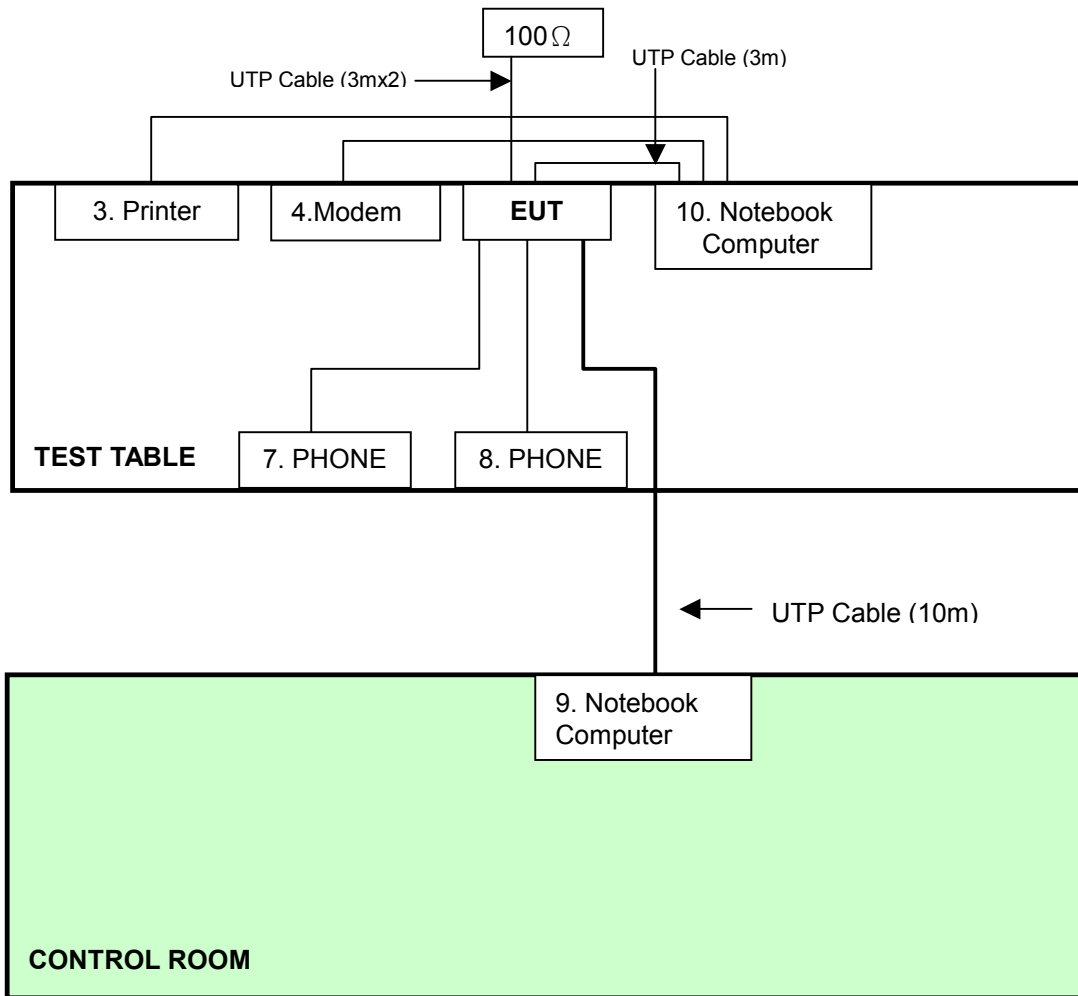 100Ω
UTP Cable (3m)
UTP Cable (3mx2)
3. Printer
4.Modem
EUT
10. Notebook
Computer
TEST TABLE
7. PHONE
8. PHONE
UTP Cable (10m)
9. Notebook
Computer
CONTROL ROOM